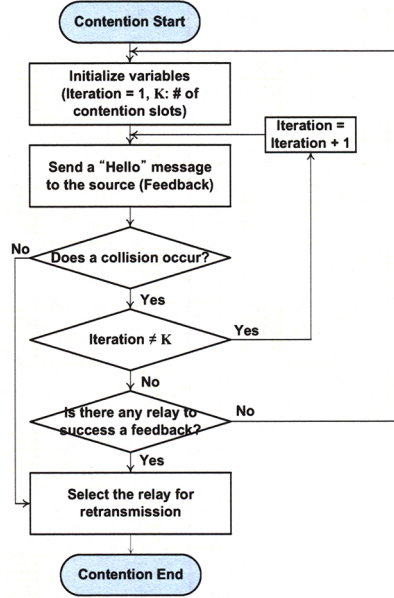 Contention Start
Initialize variables
(Iteration = 1, K: # of
contention slots)
Iteration =
Iteration + 1
Send a "Hello" message
to the source (Feedback)
No
Does a collision occur?
Yes
Iteration ≠ K
Yes
No
Is there any relay to
success a feedback?
No
Yes
Select the relay for
retransmission
Contention End